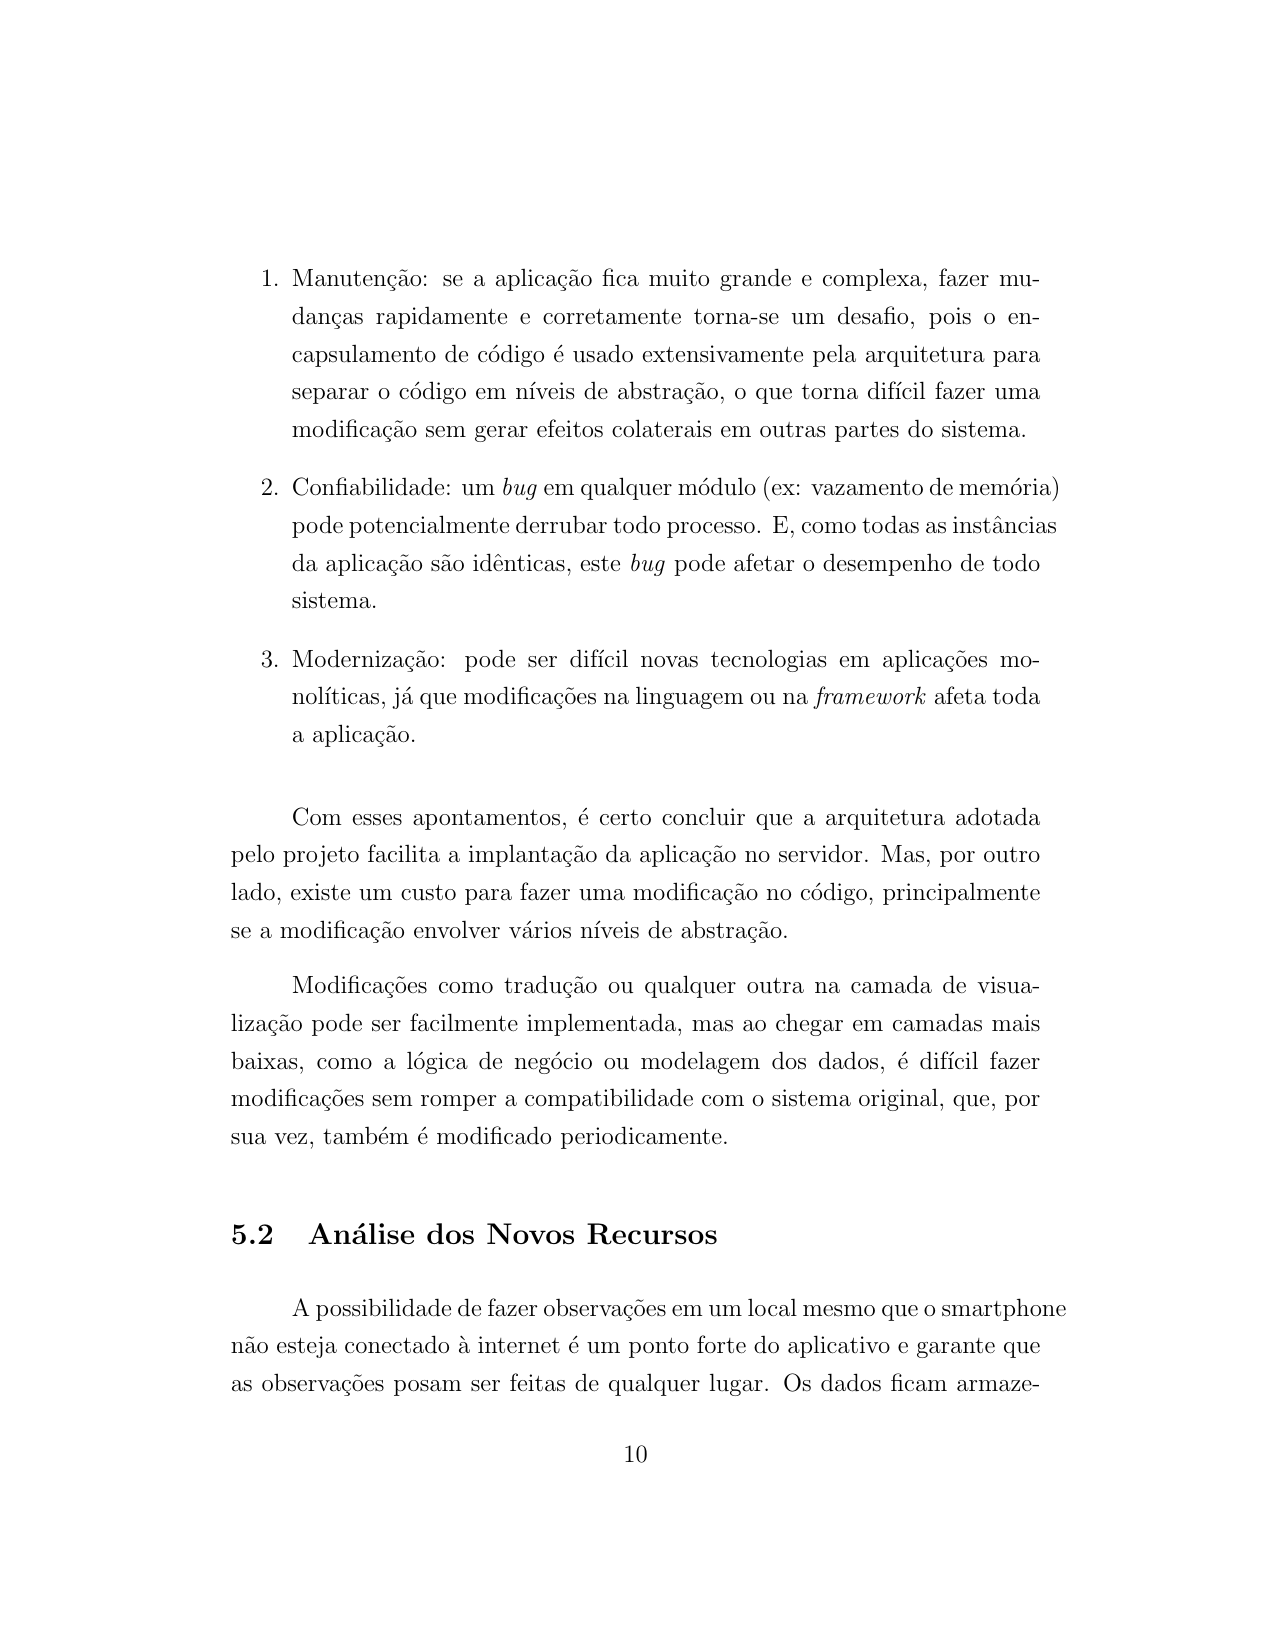 1. Manutenção: se a aplicação fica muito grande e complexa, fazer mu-
danças rapidamente e corretamente torna-se um desafio, pois o en-
capsulamento de código é usado extensivamente pela arquitetura para
separar o código em níveis de abstração, o que torna difícil fazer uma
modificação sem gerar efeitos colaterais em outras partes do sistema.
2. Confiabilidade: um bug em qualquer módulo (ex: vazamento de memória)
pode potencialmente derrubar todo processo. E, como todas as instâncias
da aplicação são idênticas, este bug pode afetar o desempenho de todo
sistema.
3. Modernização: pode ser difícil novas tecnologias em aplicações mo-
nolíticas, já que modificações na linguagem ou na framework afeta toda
a aplicação.
Com esses apontamentos, é certo concluir que a arquitetura adotada
pelo projeto facilita a implantação da aplicação no servidor. Mas, por outro
lado, existe um custo para fazer uma modificação no código, principalmente
se a modificação envolver vários níveis de abstração.
Modificações como tradução ou qualquer outra na camada de visua-
lização pode ser facilmente implementada, mas ao chegar em camadas mais
baixas, como a lógica de negócio ou modelagem dos dados, é difícil fazer
modificações sem romper a compatibilidade com o sistema original, que, por
sua vez, também é modificado periodicamente.
5.2 Análise dos Novos Recursos
A possibilidade de fazer observações em um local mesmo que o smartphone
não esteja conectado à internet é um ponto forte do aplicativo e garante que
as observações posam ser feitas de qualquer lugar. Os dados ficam armaze-
10